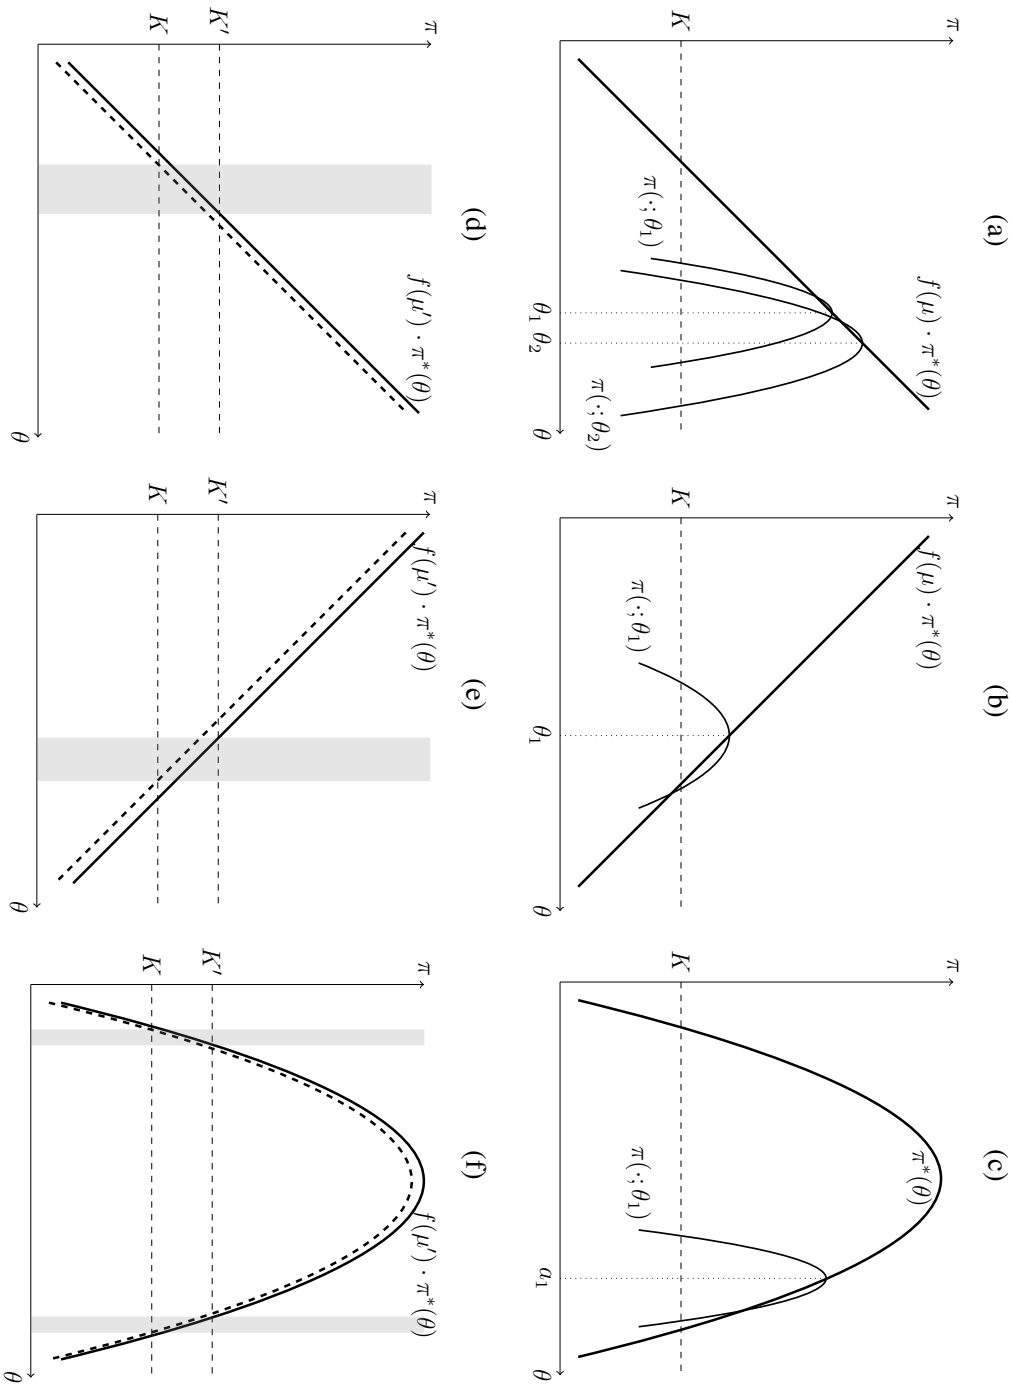 (a)
π
K
f(μ) · π*(θ)
π(·; θ₁)
π(·; θ₂)
θ₁ θ₂
θ
(b)
π
K
f(μ) · π*(θ)
π(·; θ₁)
θ₁
θ
(c)
π
K
π*(θ)
π(·; θ₁)
a₁
θ
(d)
π
K′
K
f(μ′) · π*(θ)
θ
(e)
π
K′
K
f(μ′) · π*(θ)
θ
(f)
π
K′
K
f(μ′) · π*(θ)
θ